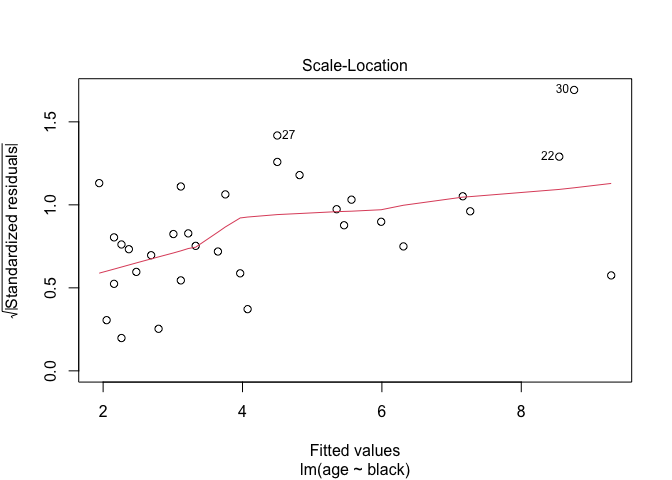 Scale-Location
√|Standardized residuals|
1.5
1.0
0.5
0.0
30
22
27
2 4 6 8
Fitted values
lm(age ~ black)